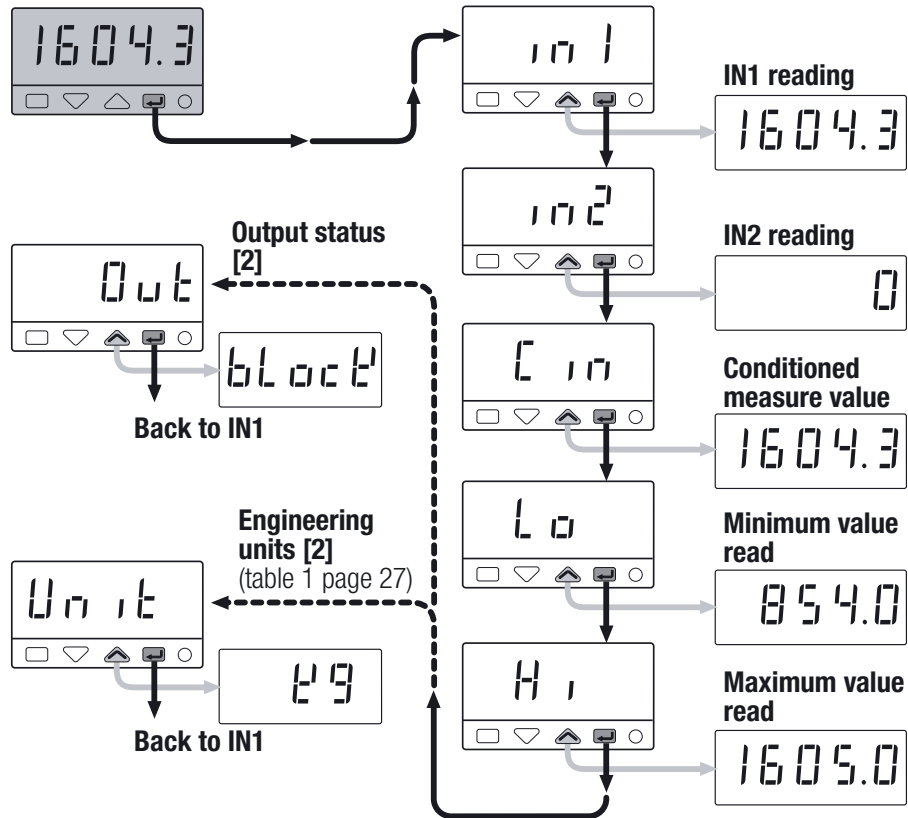 1604.3
in1
IN1 reading
1604.3
in2
IN2 reading
0
Cin
Conditioned
measure value
1604.3
Lo
Minimum value
read
854.0
Hi
Maximum value
read
1605.0
Output status
[2]
Out
bLock
Back to IN1
Engineering
units [2]
(table 1 page 27)
Unit
kg
Back to IN1